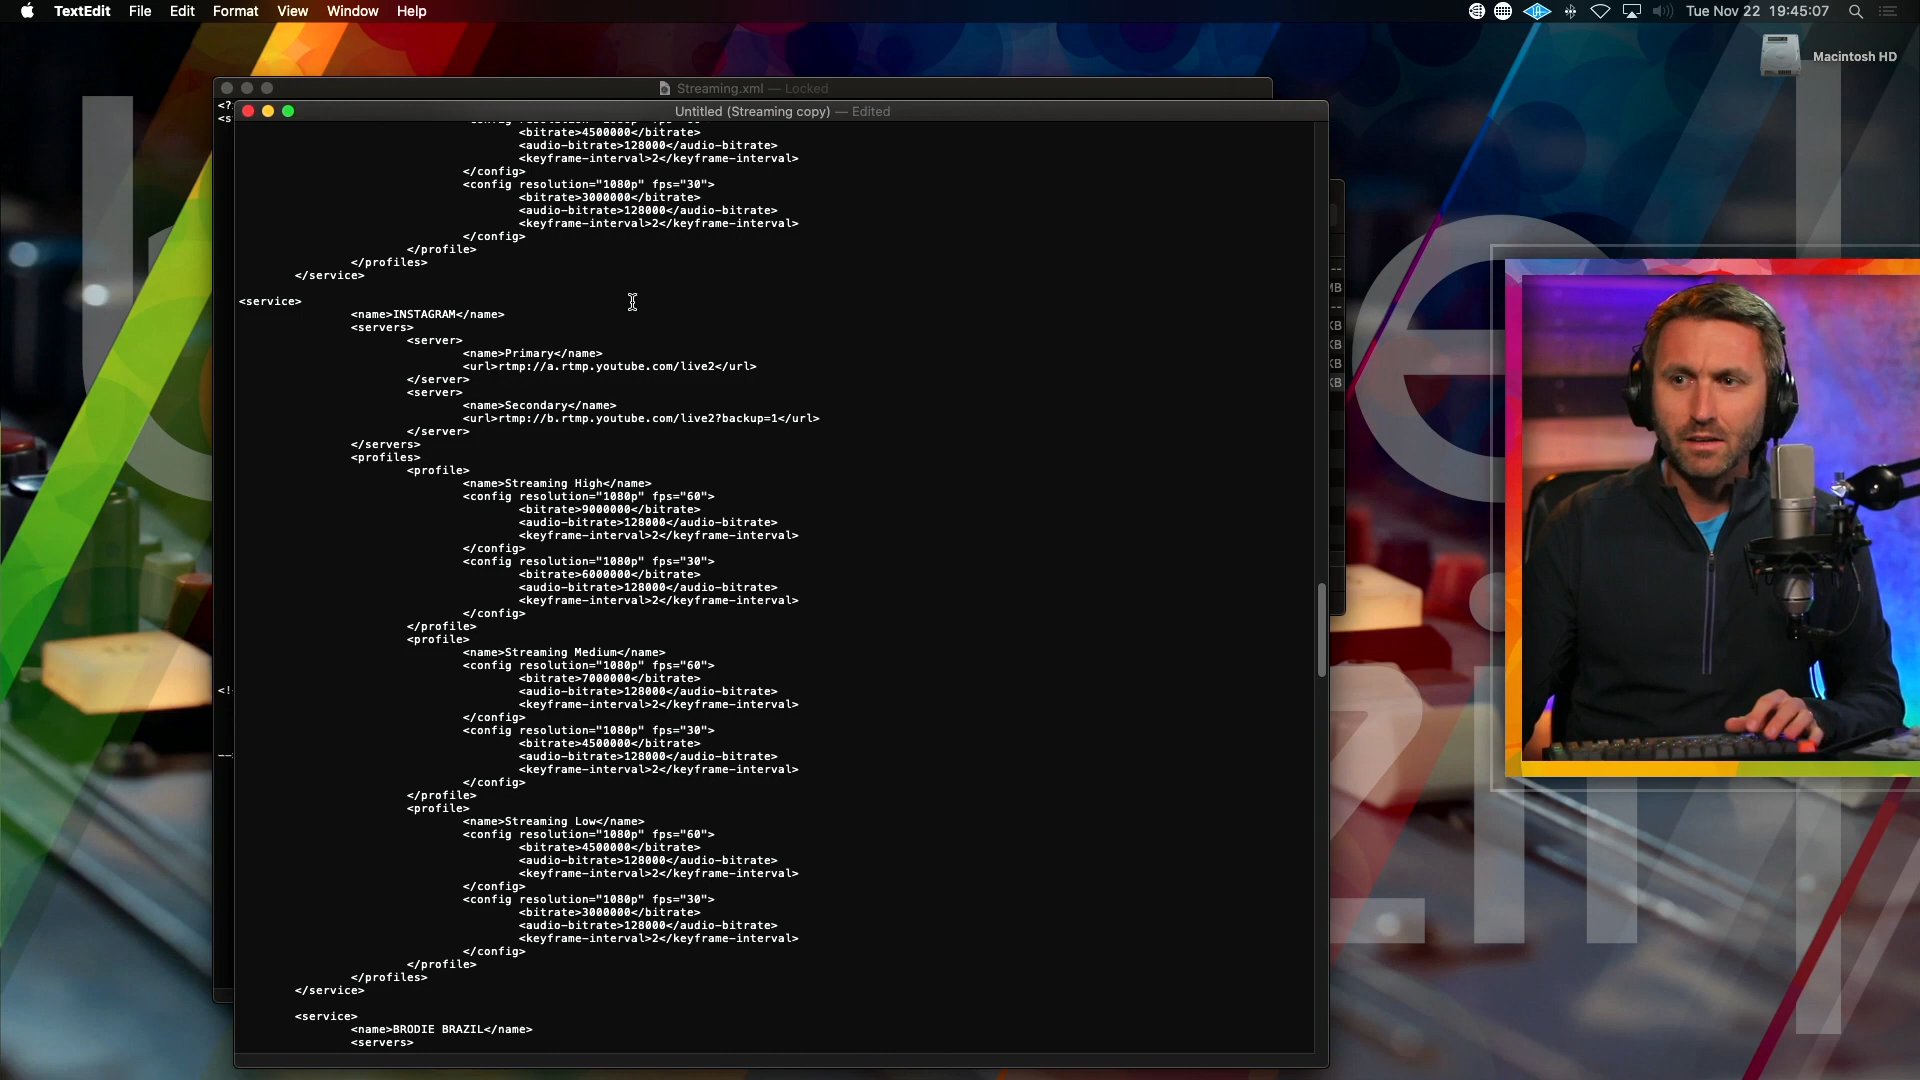 TextEdit File Edit Format View Window Help
Tue Nov 22 19:45:07
Macintosh HD
Streaming.xml — Locked
<?
<s
Untitled (Streaming copy) — Edited
<bitrate>4500000</bitrate>
<audio-bitrate>128000</audio-bitrate>
<keyframe-interval>2</keyframe-interval>
</config>
<config resolution="1080p" fps="30">
<bitrate>3000000</bitrate>
<audio-bitrate>128000</audio-bitrate>
<keyframe-interval>2</keyframe-interval>
</config>
</profile>
</profiles>
</service>
<service>
<name>INSTAGRAM</name>
<servers>
<server>
<name>Primary</name>
<url>rtmp://a.rtmp.youtube.com/live2</url>
</server>
<server>
<name>Secondary</name>
<url>rtmp://b.rtmp.youtube.com/live2?backup=1</url>
</server>
</servers>
<profiles>
<profile>
<name>Streaming High</name>
<config resolution="1080p" fps="60">
<bitrate>9000000</bitrate>
<audio-bitrate>128000</audio-bitrate>
<keyframe-interval>2</keyframe-interval>
</config>
<config resolution="1080p" fps="30">
<bitrate>6000000</bitrate>
<audio-bitrate>128000</audio-bitrate>
<keyframe-interval>2</keyframe-interval>
</config>
</profile>
<profile>
<name>Streaming Medium</name>
<config resolution="1080p" fps="60">
<bitrate>7000000</bitrate>
<audio-bitrate>128000</audio-bitrate>
<keyframe-interval>2</keyframe-interval>
</config>
<config resolution="1080p" fps="30">
<bitrate>4500000</bitrate>
<audio-bitrate>128000</audio-bitrate>
<keyframe-interval>2</keyframe-interval>
</config>
</profile>
<profile>
<name>Streaming Low</name>
<config resolution="1080p" fps="60">
<bitrate>4500000</bitrate>
<audio-bitrate>128000</audio-bitrate>
<keyframe-interval>2</keyframe-interval>
</config>
<config resolution="1080p" fps="30">
<bitrate>3000000</bitrate>
<audio-bitrate>128000</audio-bitrate>
<keyframe-interval>2</keyframe-interval>
</config>
</profile>
</profiles>
</service>
<service>
<name>BRODIE BRAZIL</name>
<servers>
<!
--
--
MB
--
KB
KB
KB
KB